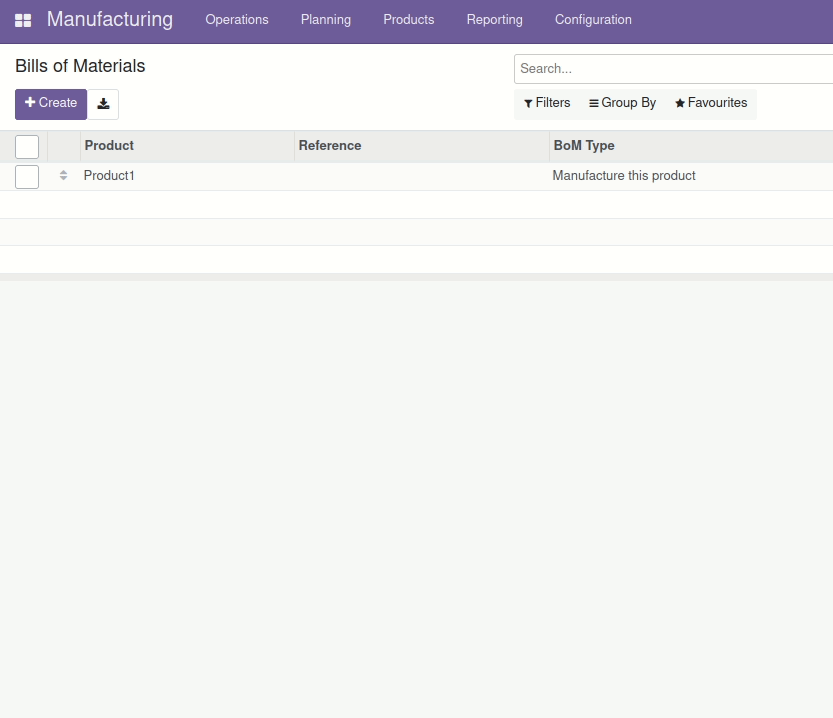 Manufacturing Operations Planning Products Reporting Configuration
Bills of Materials
Search...
Create
Filters Group By Favourites
Product Reference BoM Type
Product1 Manufacture this product